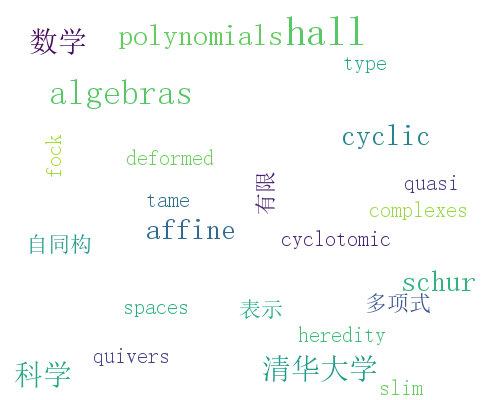 数学 polynomials hall
type
algebras
cyclic
fock deformed
tame 有限 quasi
affine complexes
自同构 cyclotomic
schur
spaces 表示 多项式
heredity
科学 quivers 清华大学
slim